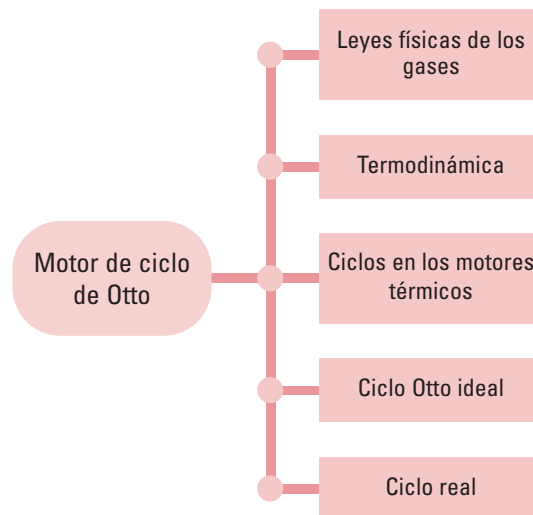 Leyes físicas de los
gases
Termodinámica
Motor de ciclo
de Otto
Ciclos en los motores
térmicos
Ciclo Otto ideal
Ciclo real